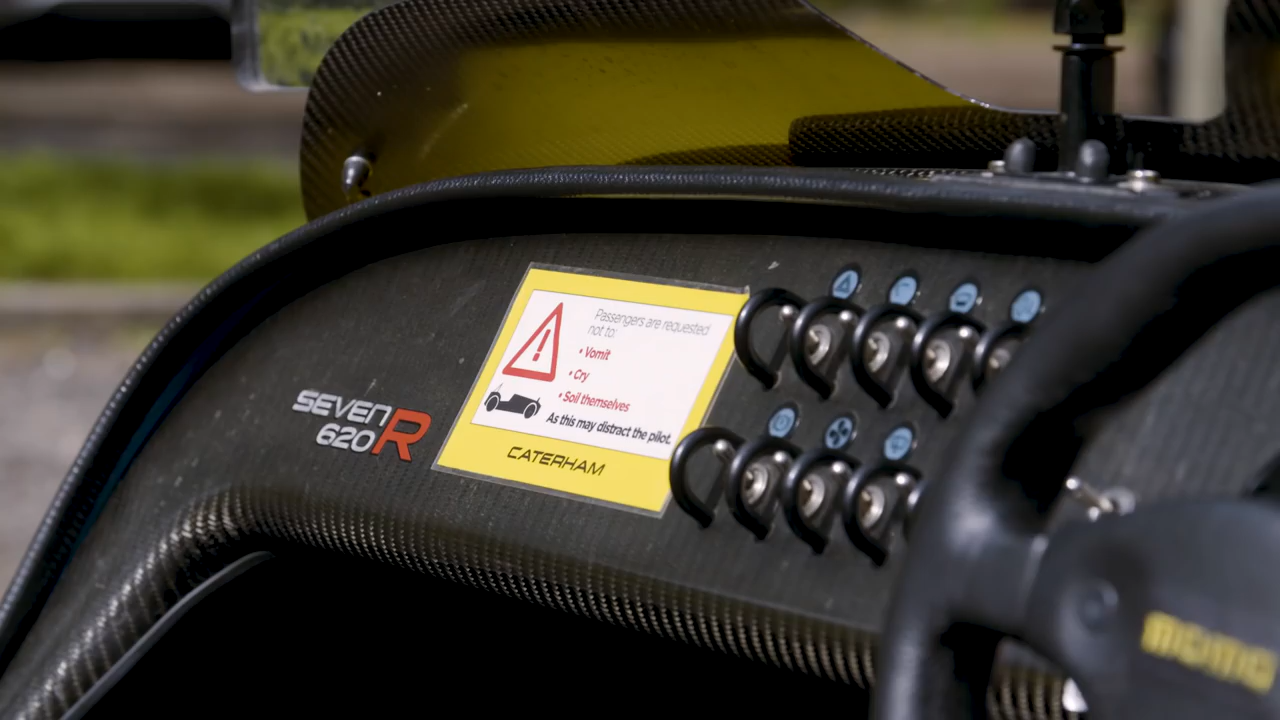 SEVEN
620R
Passengers are requested
not to:
• Vomit
• Cry
• Soil themselves
As this may distract the pilot.
CATERHAM
MOMO